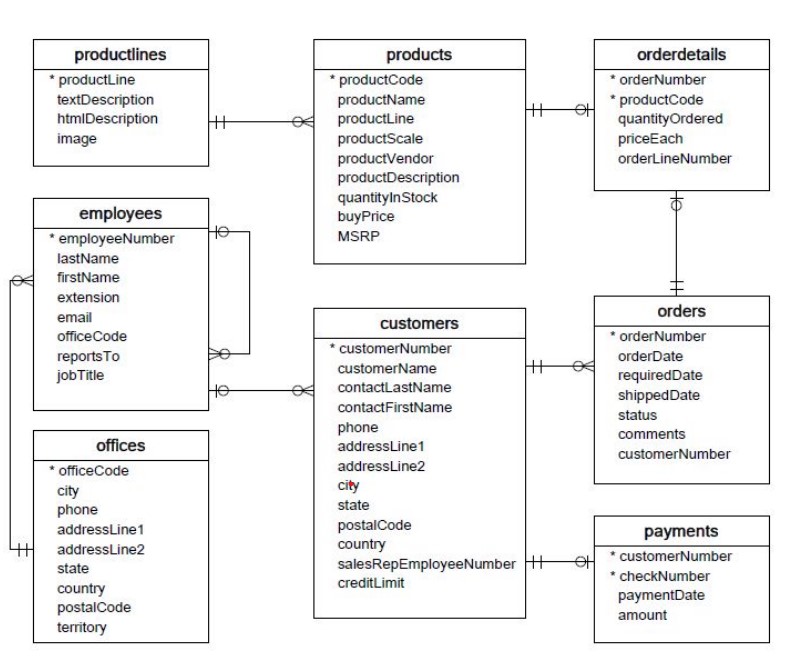 productlines
* productLine
textDescription
htmlDescription
image
products
* productCode
productName
productLine
productScale
productVendor
productDescription
quantityInStock
buyPrice
MSRP
orderdetails
* orderNumber
* productCode
quantityOrdered
priceEach
orderLineNumber
employees
* employeeNumber
lastName
firstName
extension
email
officeCode
reportsTo
jobTitle
customers
* customerNumber
customerName
contactLastName
contactFirstName
phone
addressLine1
addressLine2
city
state
postalCode
country
salesRepEmployeeNumber
creditLimit
orders
* orderNumber
orderDate
requiredDate
shippedDate
status
comments
customerNumber
offices
* officeCode
city
phone
addressLine1
addressLine2
state
country
postalCode
territory
payments
* customerNumber
* checkNumber
paymentDate
amount